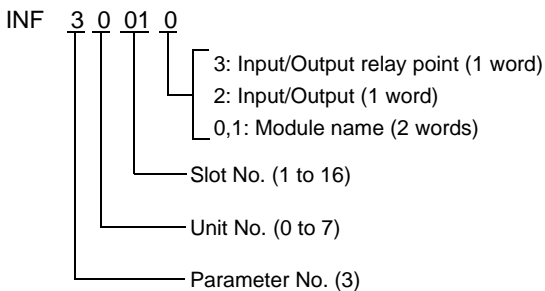 INF 3 0 01 0
3: Input/Output relay point (1 word)
2: Input/Output (1 word)
0,1: Module name (2 words)
Slot No. (1 to 16)
Unit No. (0 to 7)
Parameter No. (3)